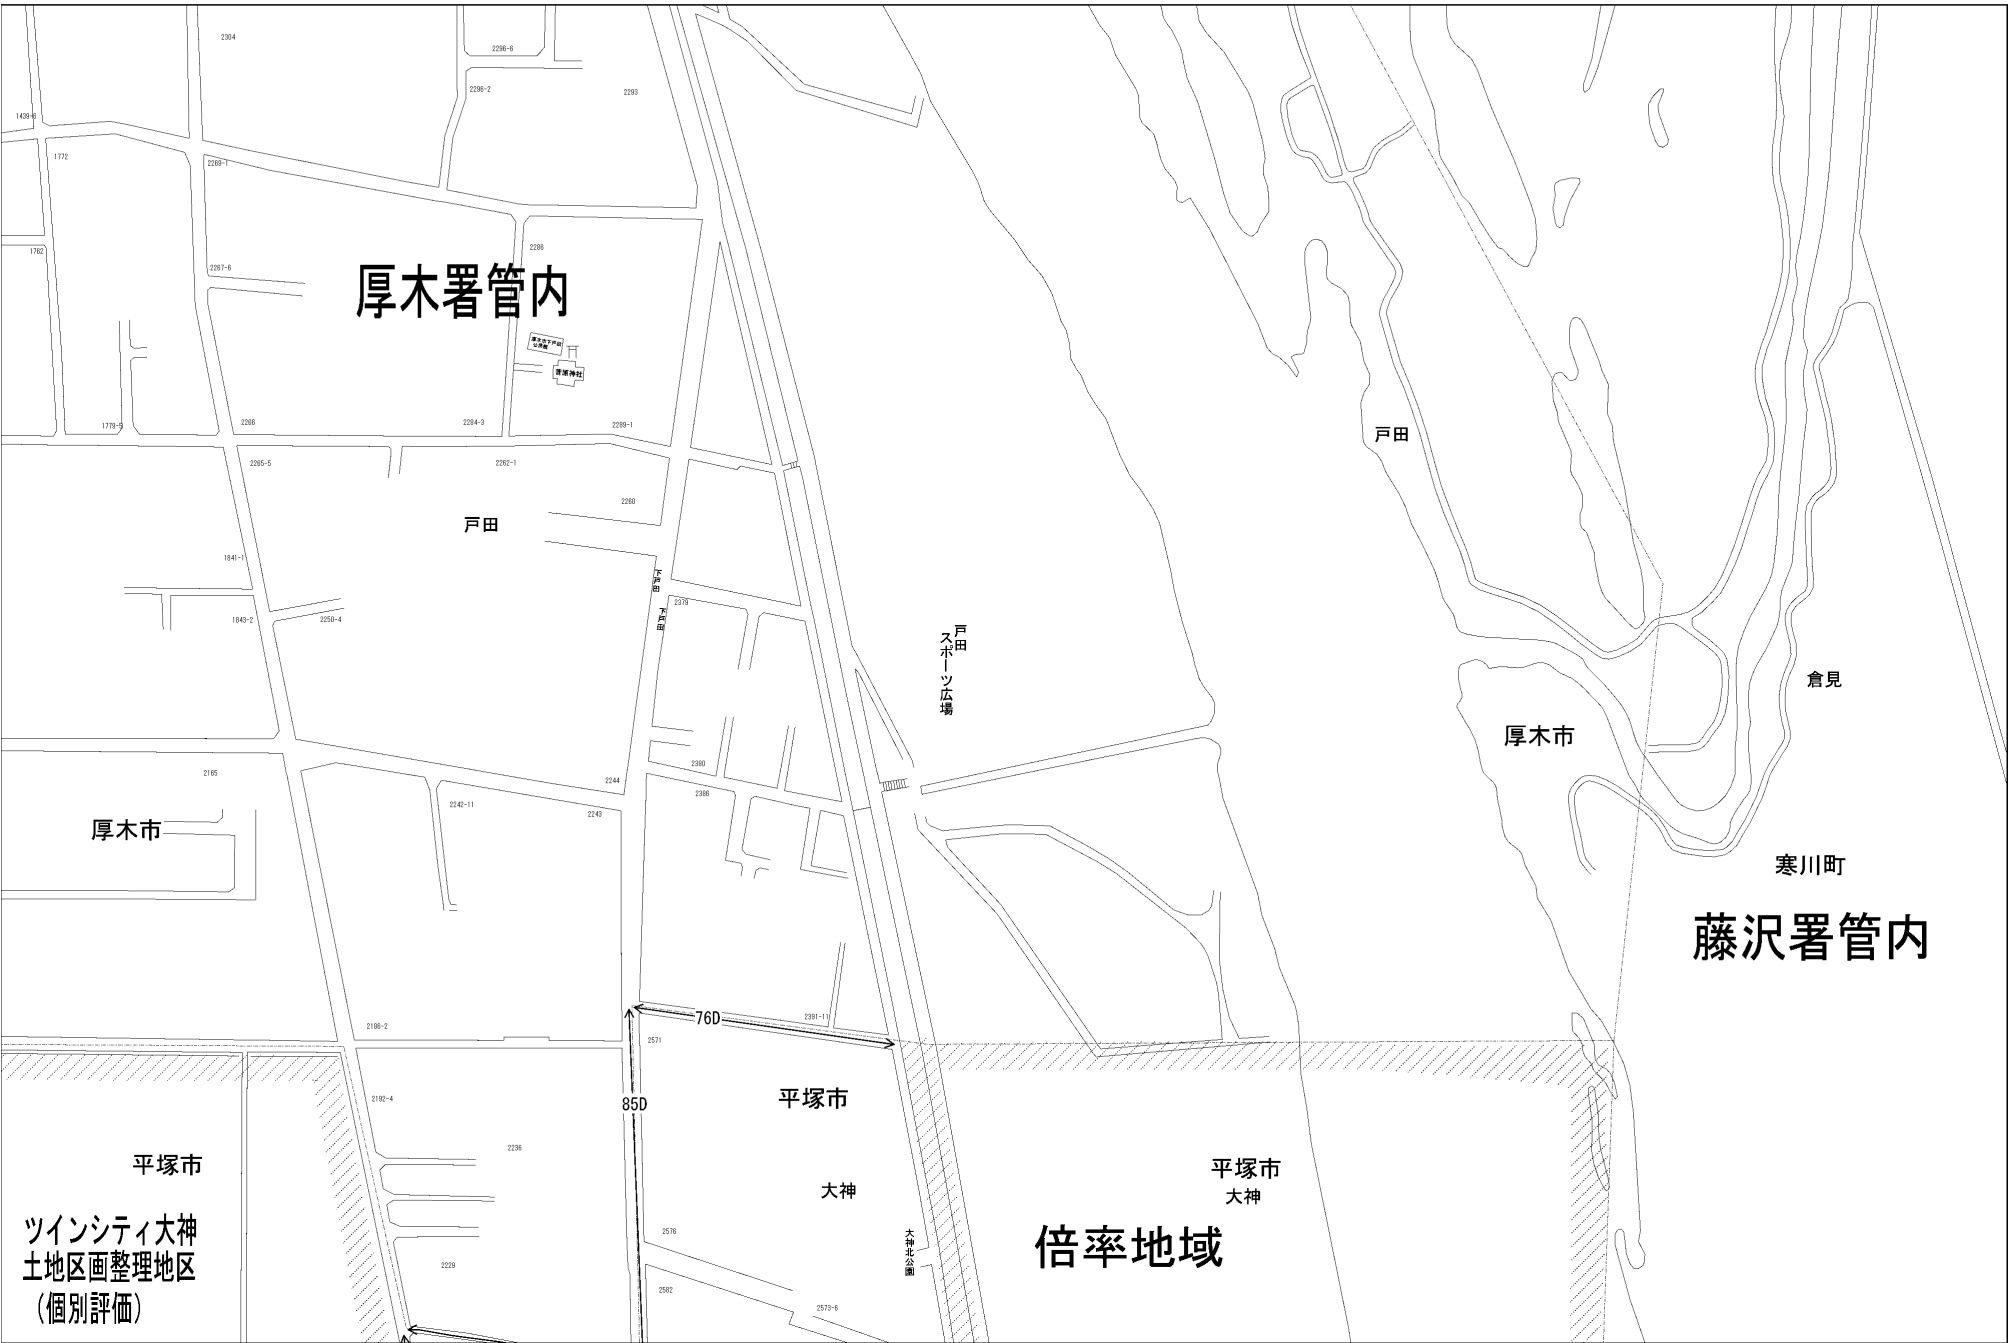 2304
2296-6
2296-2
2293
1439-6
1772
2269-1
1762
2267-6
2286
厚木署管内
厚木市下戸田
公民館
菅原神社
1779-5
2266
2284-3
2289-1
戸田
2265-5
2262-1
2260
戸田
1841-1
下戸田
2379
下戸田
1843-2
2250-4
戸田
スポーツ広場
倉見
厚木市
2165
2244
2380
2386
2242-11
2243
厚木市
寒川町
藤沢署管内
2186-2
76D
2391-11
2571
2192-4
85D
平塚市
2236
平塚市
平塚市
大神
大神
ツインシティ大神
土地区画整理地区
(個別評価)
2576
大神北公園
倍率地域
2229
2582
2573-6